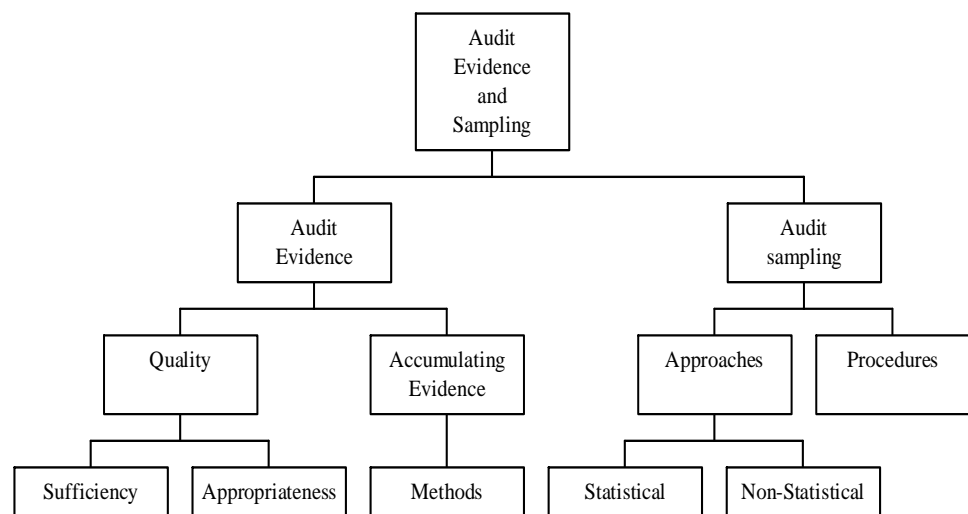 Audit
Evidence
and
Sampling
Audit
Evidence
Audit
sampling
Quality
Accumulating
Evidence
Approaches
Procedures
Sufficiency
Appropriateness
Methods
Statistical
Non-Statistical